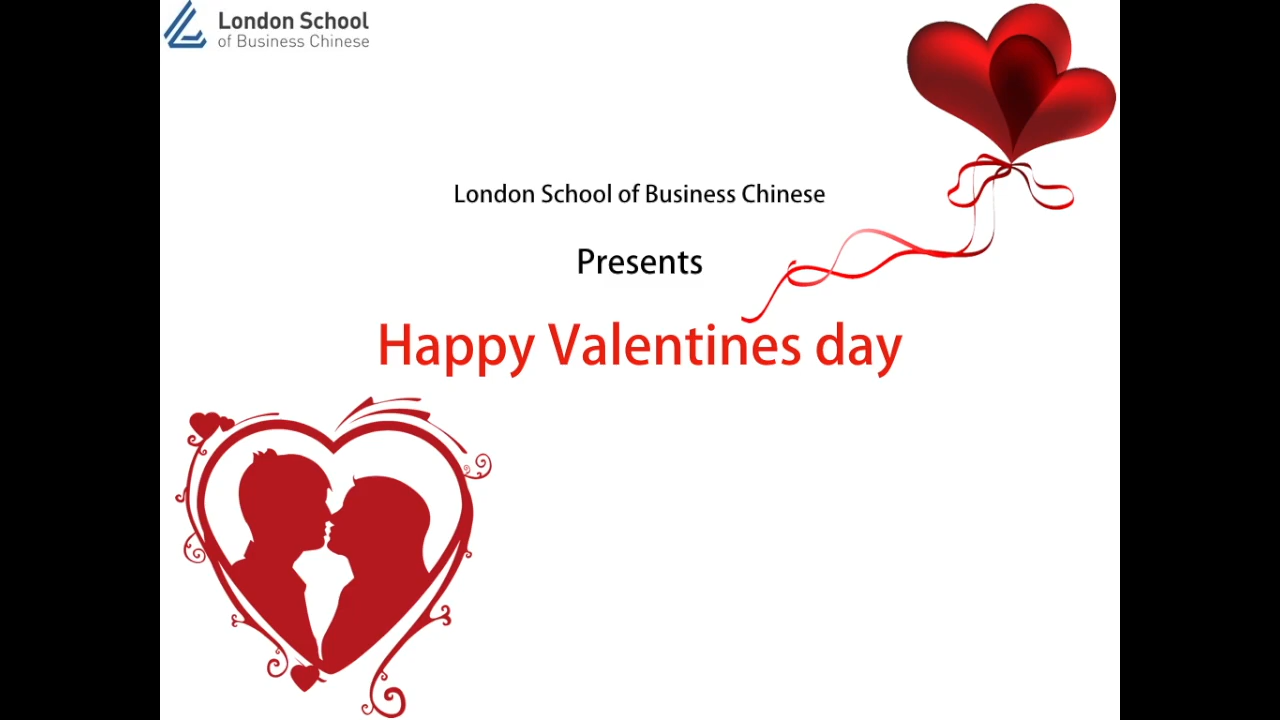 London School
of Business Chinese
London School of Business Chinese
Presents
Happy Valentines day